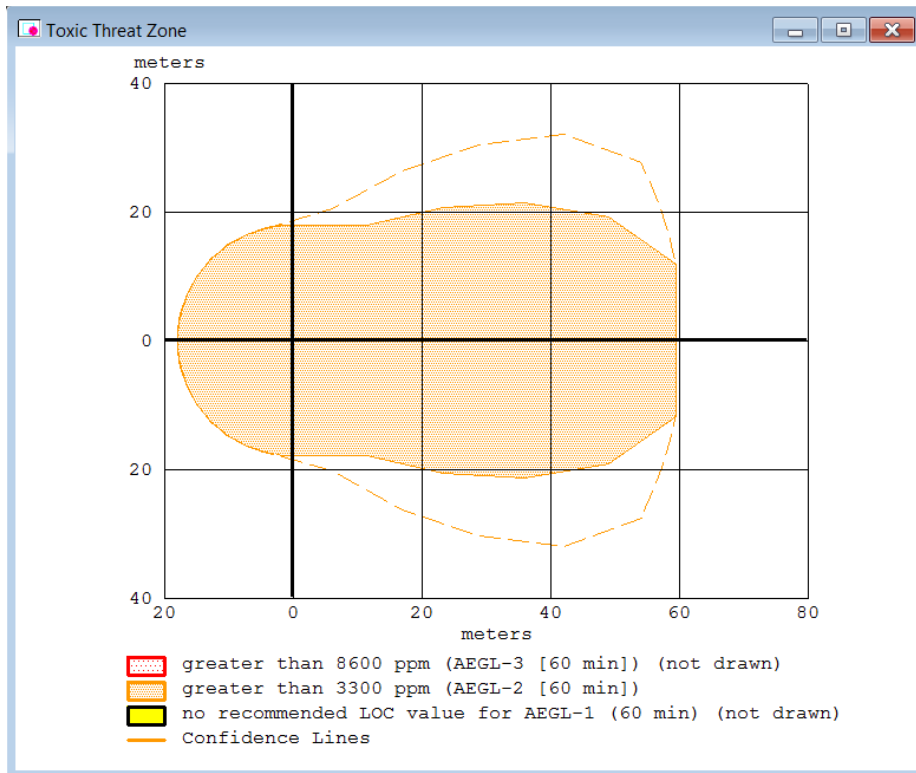 Toxic Threat Zone
meters
40
20
0
20
40
20 0 20 40 60 80
meters
greater than 8600 ppm (AEGL-3 [60 min]) (not drawn)
greater than 3300 ppm (AEGL-2 [60 min])
no recommended LOC value for AEGL-1 (60 min) (not drawn)
Confidence Lines